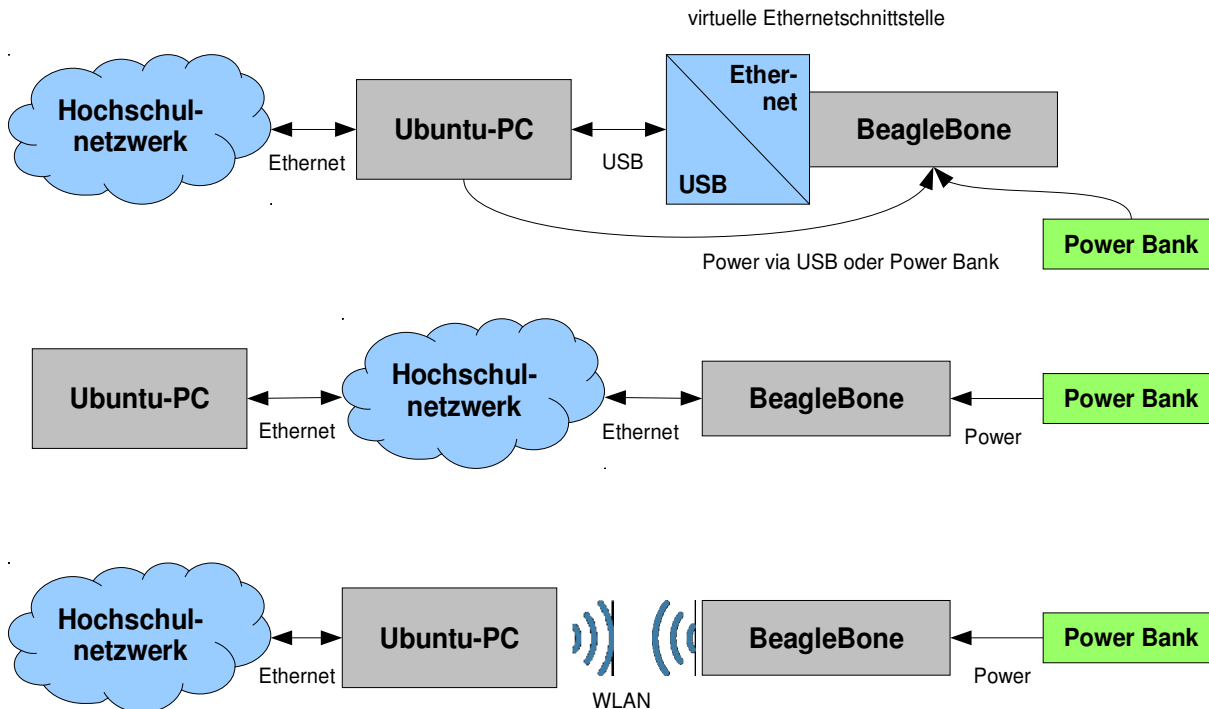 virtuelle Ethernetschnittstelle
Hochschul-
netzwerk
Ethernet
Ubuntu-PC
USB
Ether-
net
USB
BeagleBone
Power via USB oder Power Bank
Power Bank
Ubuntu-PC
Ethernet
Hochschul-
netzwerk
Ethernet
BeagleBone
Power
Power Bank
Hochschul-
netzwerk
Ethernet
Ubuntu-PC
WLAN
BeagleBone
Power
Power Bank